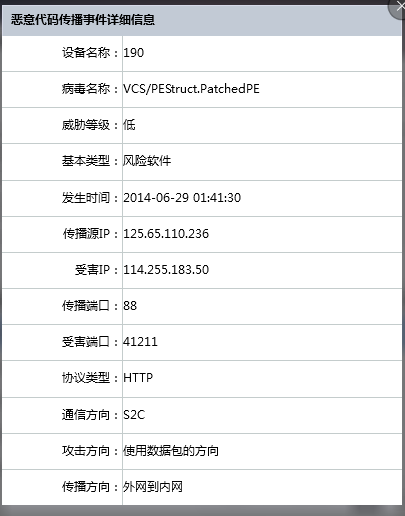 恶意代码传播事件详细信息
设备名称：190
病毒名称：VCS/PEStruct.PatchedPE
威胁等级：低
基本类型：风险软件
发生时间：2014-06-29 01:41:30
传播源IP：125.65.110.236
受害IP：114.255.183.50
传播端口：88
受害端口：41211
协议类型：HTTP
通信方向：S2C
攻击方向：使用数据包的方向
传播方向：外网到内网